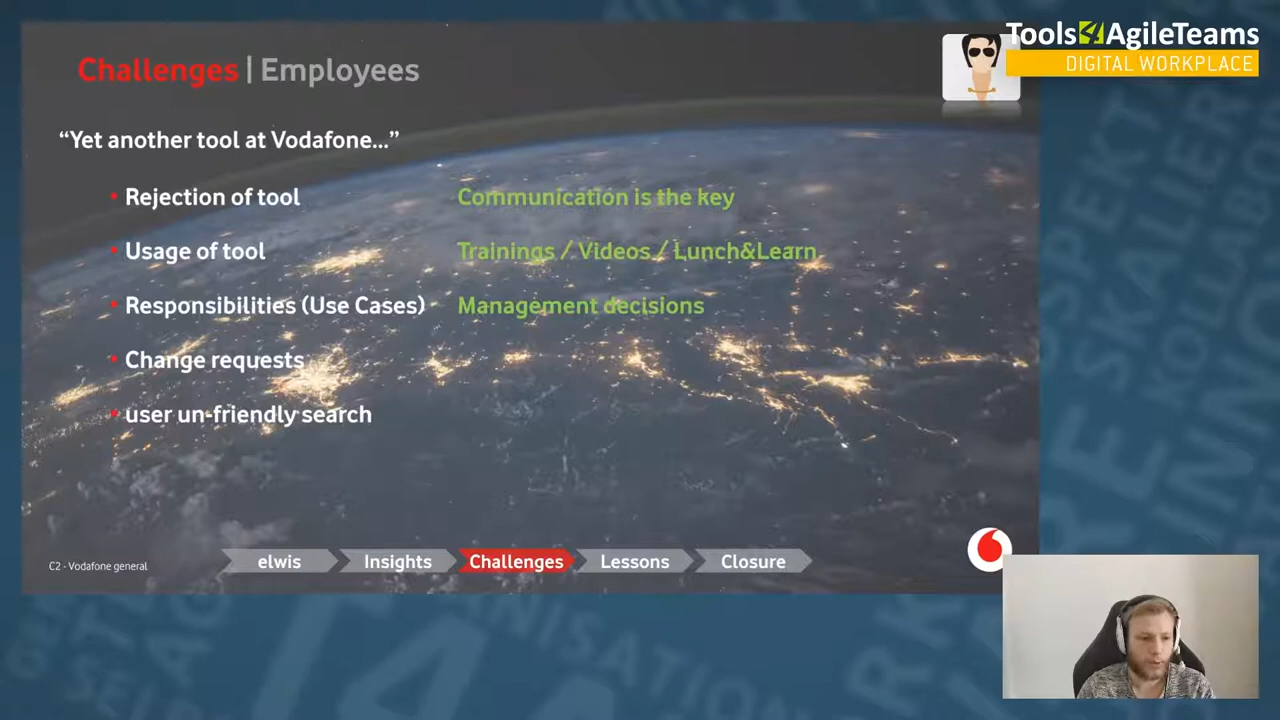 Tools4AgileTeams
DIGITAL WORKPLACE
Challenges | Employees
“Yet another tool at Vodafone...”
• Rejection of tool Communication is the key
• Usage of tool Trainings / Videos / Lunch&Learn
• Responsibilities (Use Cases) Management decisions
• Change requests
• user un-friendly search
C2 - Vodafone general
elwis Insights Challenges Lessons Closure